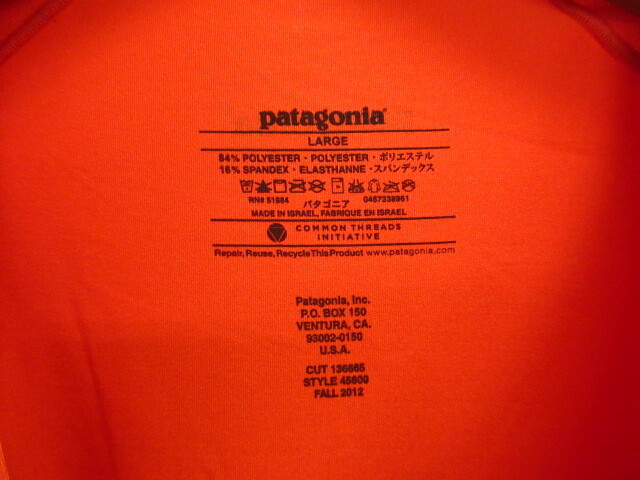 patagonia®
LARGE
84% POLYESTER · POLYESTER · ポリエステル
16% SPANDEX · ELASTHANNE · スパンデックス
RN# 51884 0457238961
パタゴニア
MADE IN ISRAEL, FABRIQUE EN ISRAEL
COMMON THREADS
INITIATIVE
Repair, Reuse, Recycle This Product www.patagonia.com
Patagonia, Inc.
P.O. BOX 150
VENTURA, CA.
93002-0150
U.S.A.
CUT 136665
STYLE 45609
FALL 2012